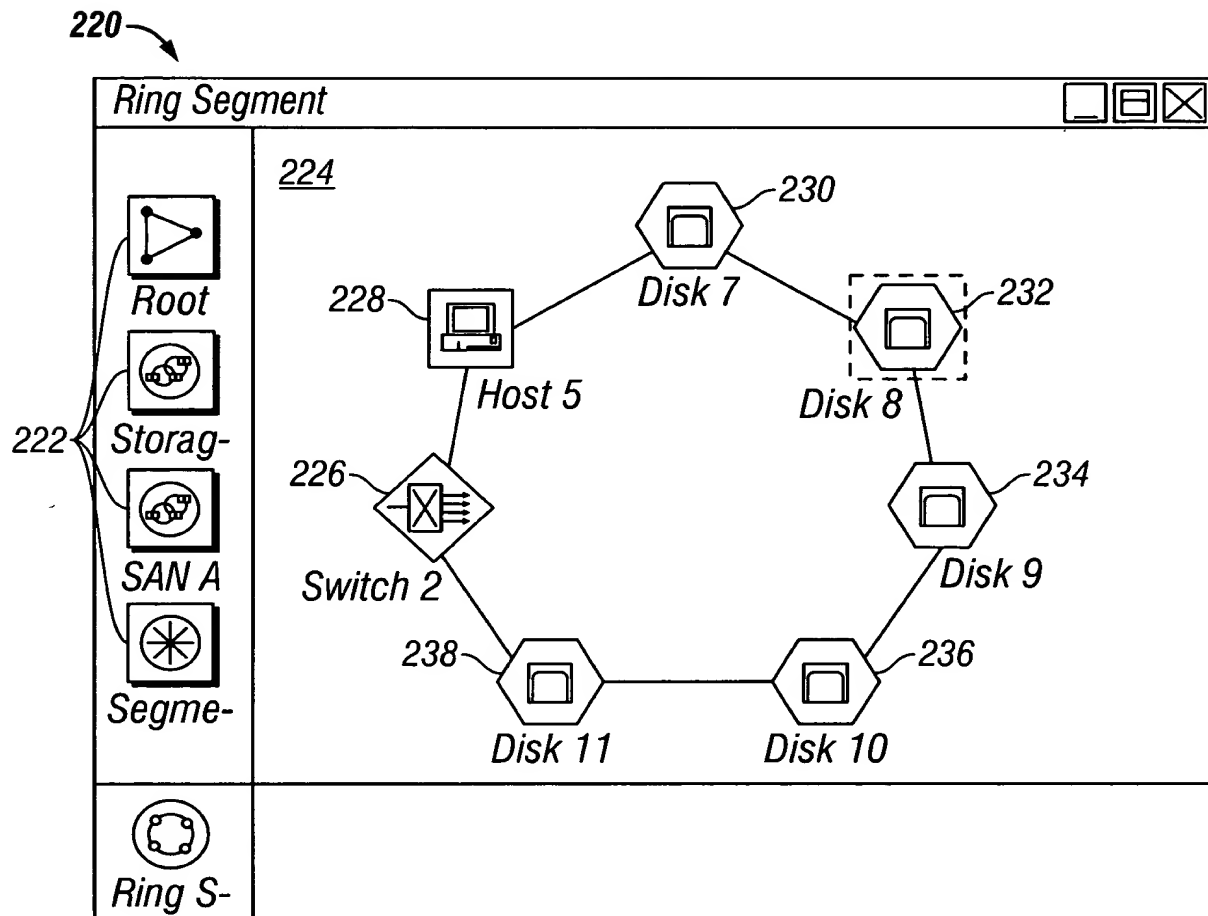 220
Ring Segment
224
230
Root
228
Disk 7
232
Host 5
Disk 8
222
Storag-
226
234
SAN A
Switch 2
Disk 9
238
236
Segme-
Disk 11
Disk 10
Ring S-